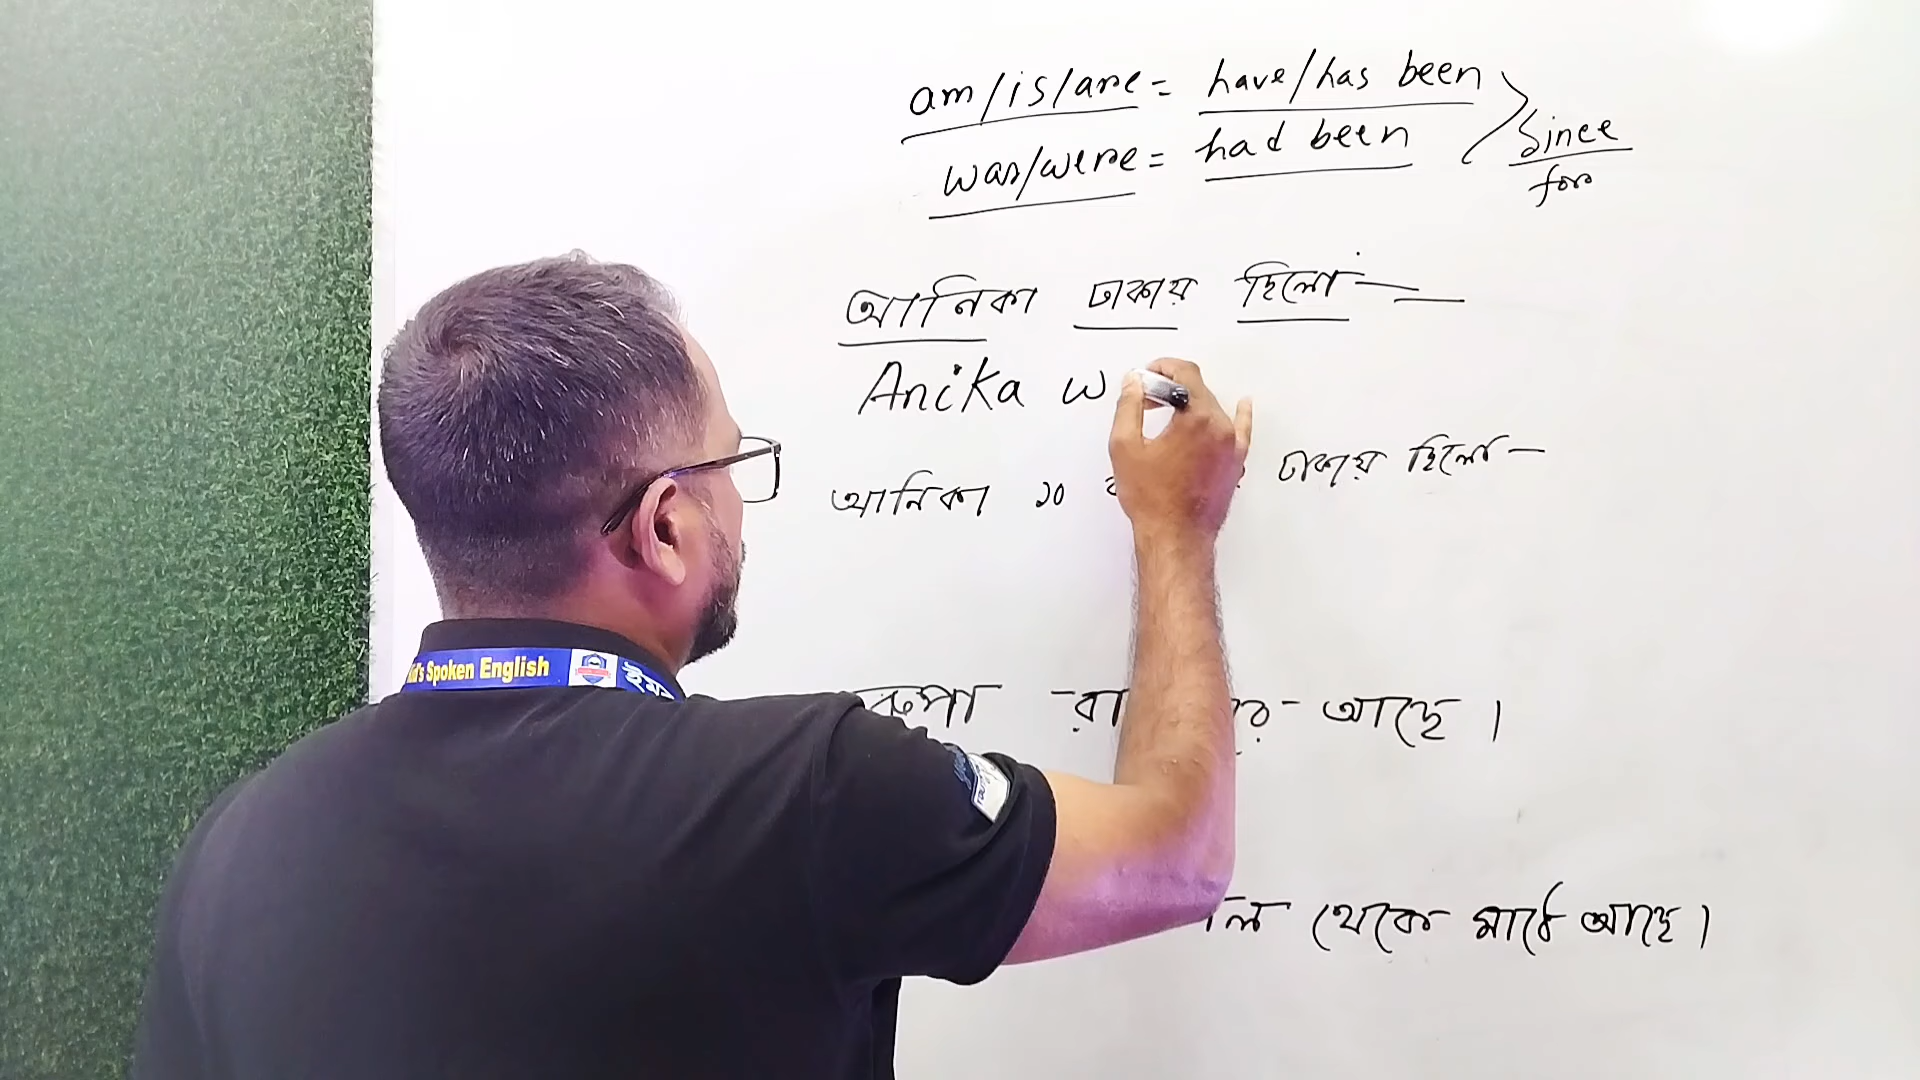 am/is/are = have/has been
was/were = had been
Since
for
আনিকা ঢাকায় ছিলো
Anika w
আনিকা ১০ ঢাকায় ছিলো
রুপা আছে।
থেকে মাঠে আছে।
Spoken English